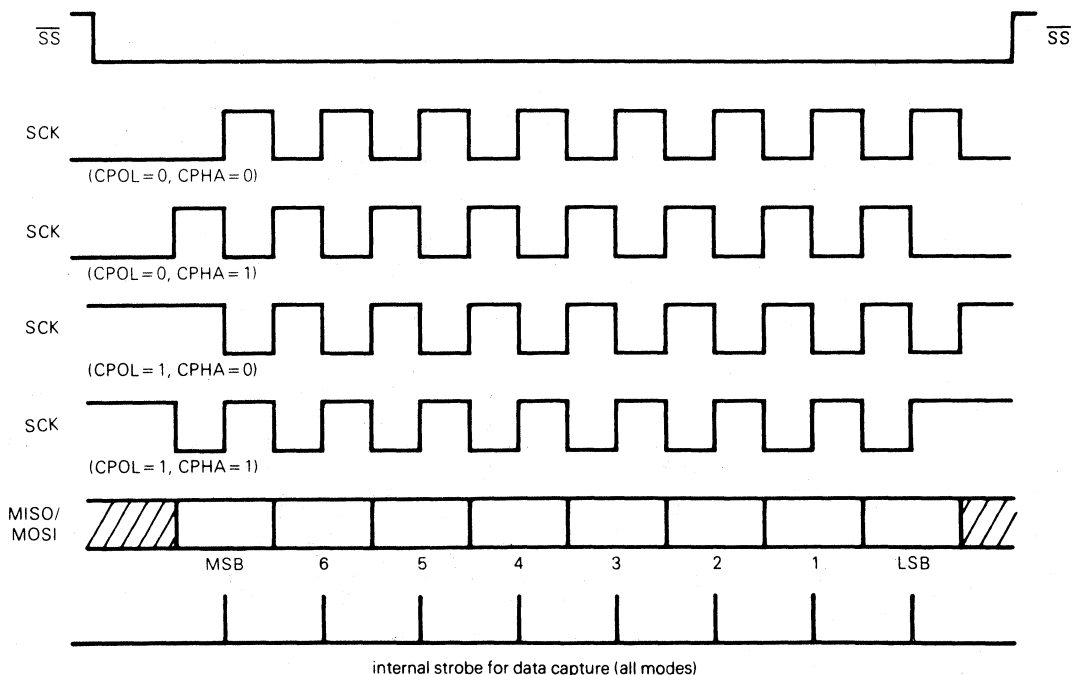 SS SS
SCK
(CPOL=0, CPHA=0)
SCK
(CPOL=0, CPHA=1)
SCK
(CPOL=1, CPHA=0)
SCK
(CPOL=1, CPHA=1)
MISO/
MOSI
MSB 6 5 4 3 2 1 LSB
internal strobe for data capture (all modes)